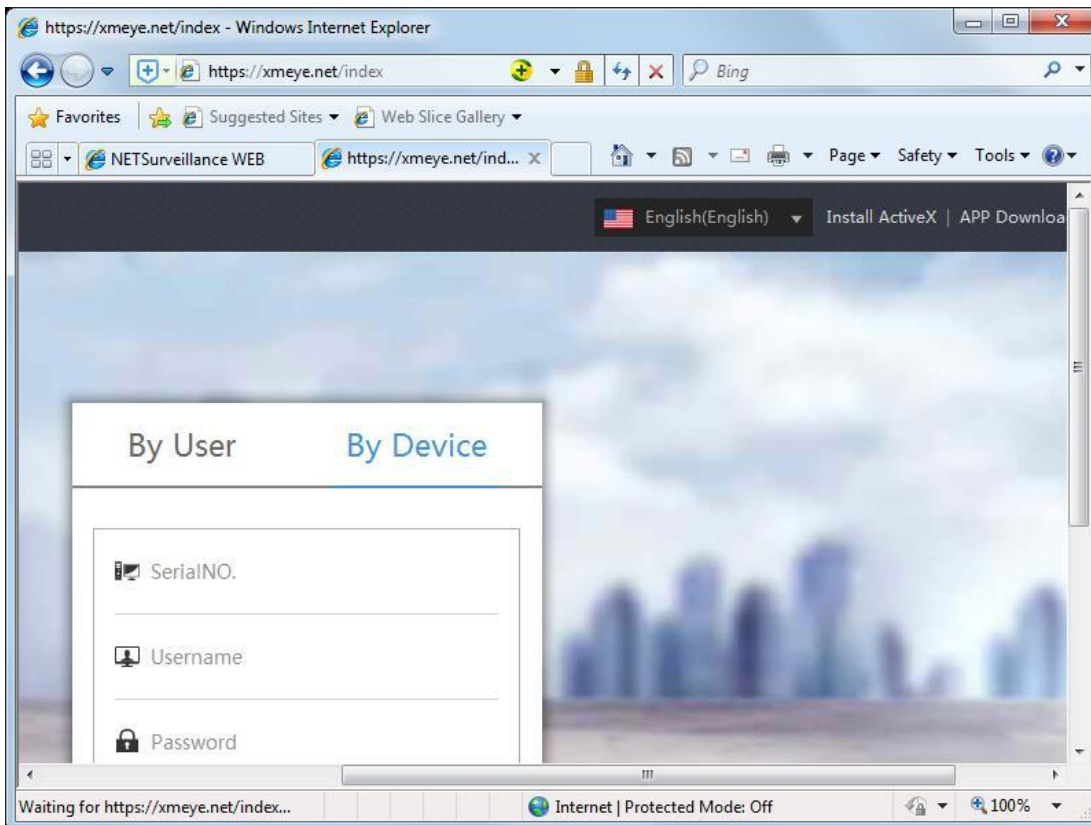 https://xmeye.net/index - Windows Internet Explorer
https://xmeye.net/index
Bing
Favorites Suggested Sites Web Slice Gallery
NETSurveillance WEB https://xmeye.net/ind... Page Safety Tools
English(English) Install ActiveX | APP Downloa
By User By Device
SerialNO.
Username
Password
Waiting for https://xmeye.net/index... Internet | Protected Mode: Off 100%